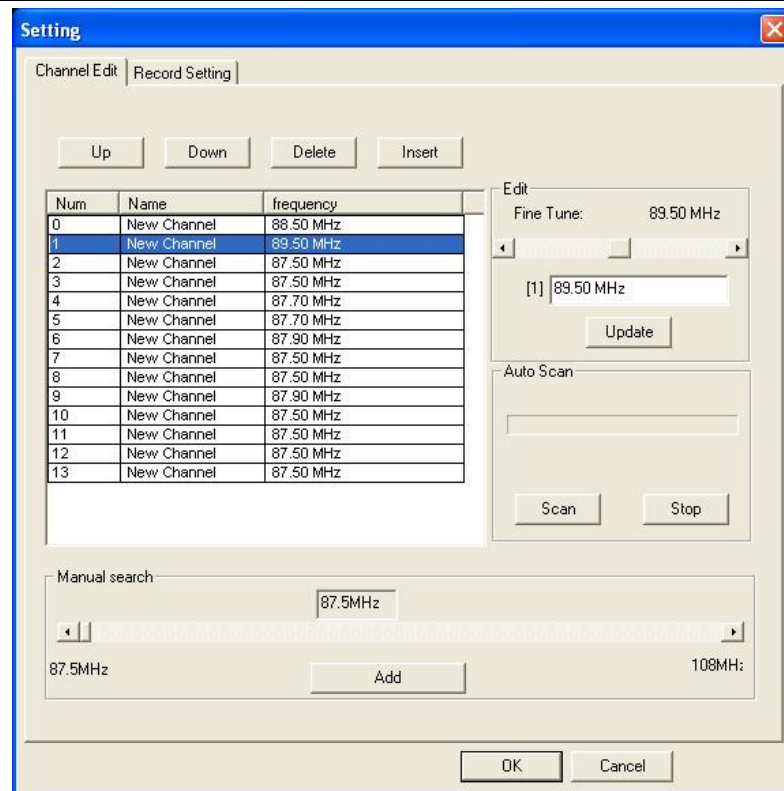 Setting
Channel Edit Record Setting
Up Down Delete Insert
Num Name frequency
0 New Channel 88.50 MHz
1 New Channel 89.50 MHz
2 New Channel 87.50 MHz
3 New Channel 87.50 MHz
4 New Channel 87.70 MHz
5 New Channel 87.70 MHz
6 New Channel 87.90 MHz
7 New Channel 87.50 MHz
8 New Channel 87.50 MHz
9 New Channel 87.90 MHz
10 New Channel 87.50 MHz
11 New Channel 87.50 MHz
12 New Channel 87.50 MHz
13 New Channel 87.50 MHz
Edit
Fine Tune: 89.50 MHz
[1] 89.50 MHz
Update
Auto Scan
Scan Stop
Manual search
87.5MHz
87.5MHz 108MHz
Add
OK Cancel